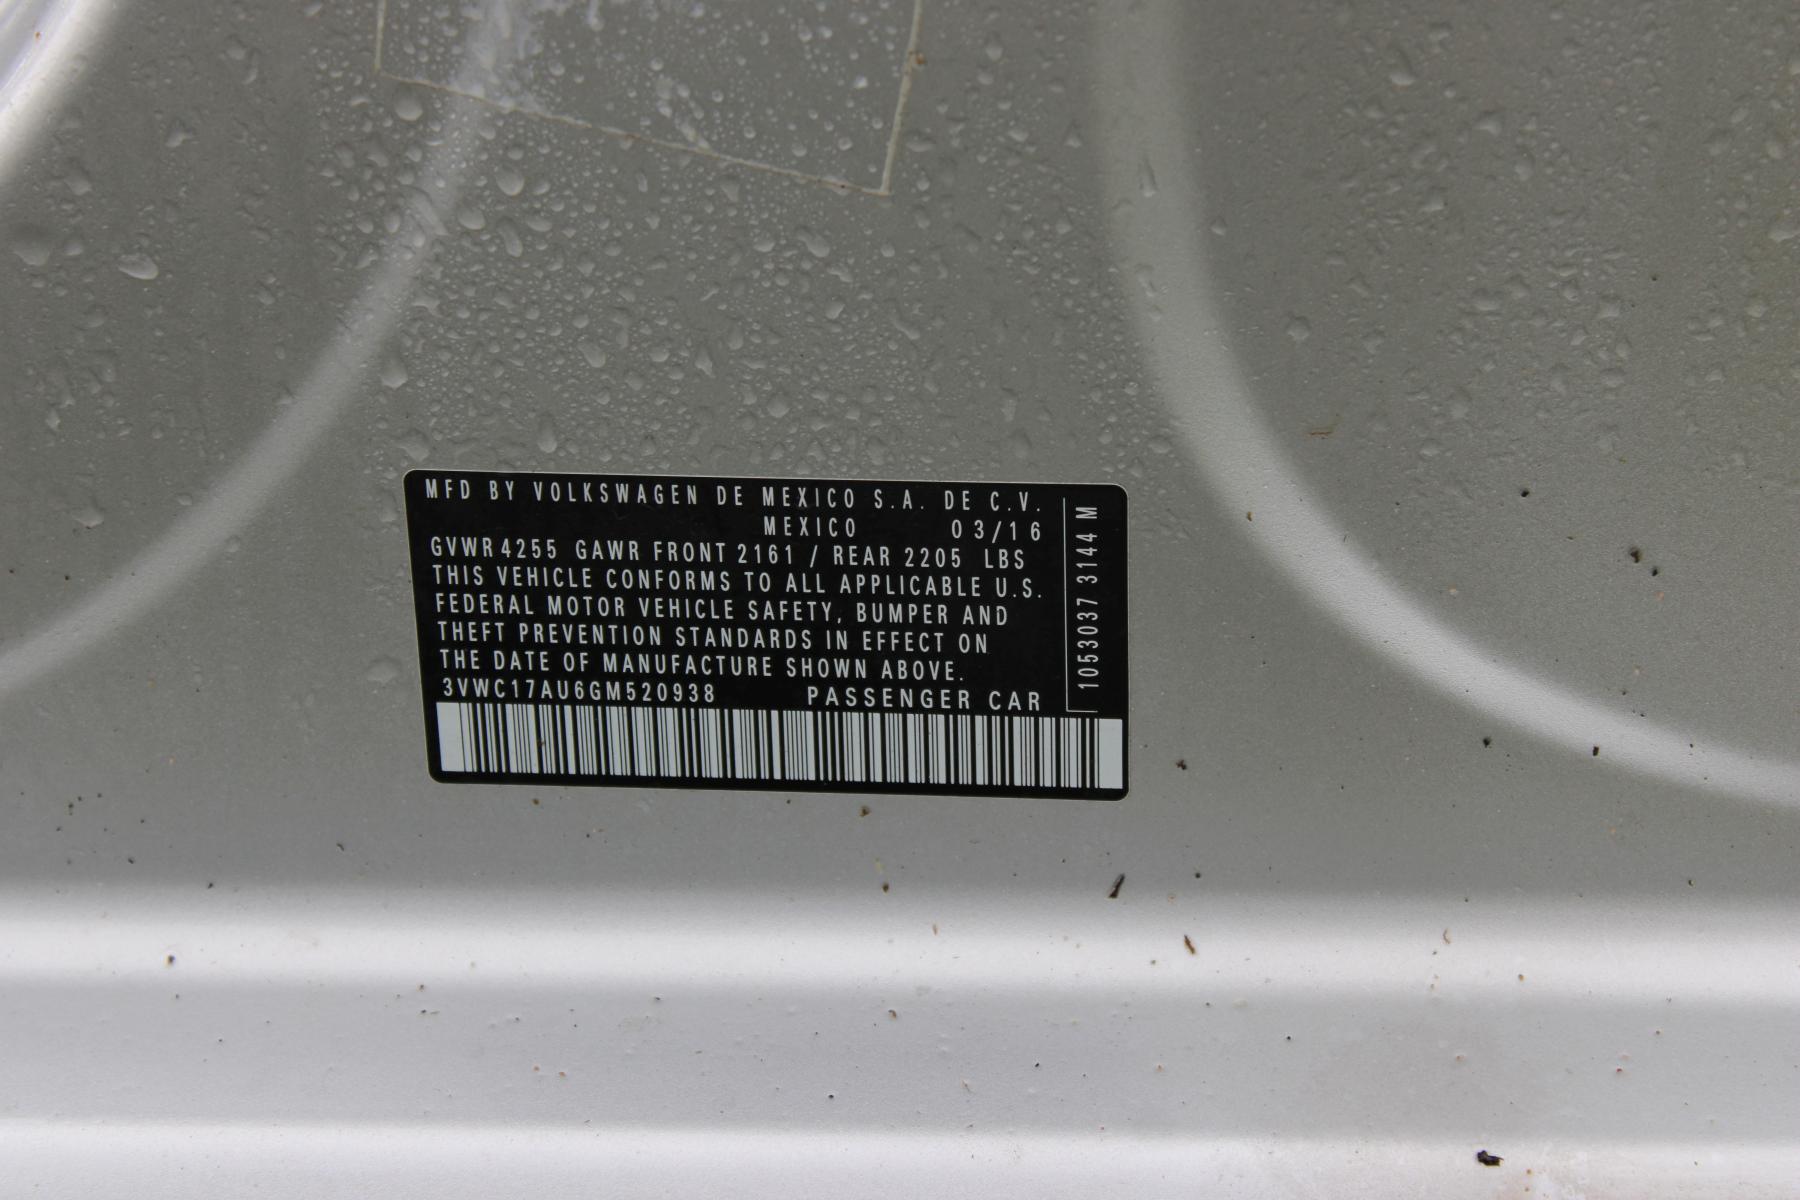 MFD BY VOLKSWAGEN DE MEXICO S.A. DE C.V.
MEXICO 03/16
GVWR 4255 GAWR FRONT 2161 / REAR 2205 LBS
THIS VEHICLE CONFORMS TO ALL APPLICABLE U.S.
FEDERAL MOTOR VEHICLE SAFETY, BUMPER AND
THEFT PREVENTION STANDARDS IN EFFECT ON
THE DATE OF MANUFACTURE SHOWN ABOVE.
3VWC17AU6GM520938 PASSENGER CAR
1053037 3144 M